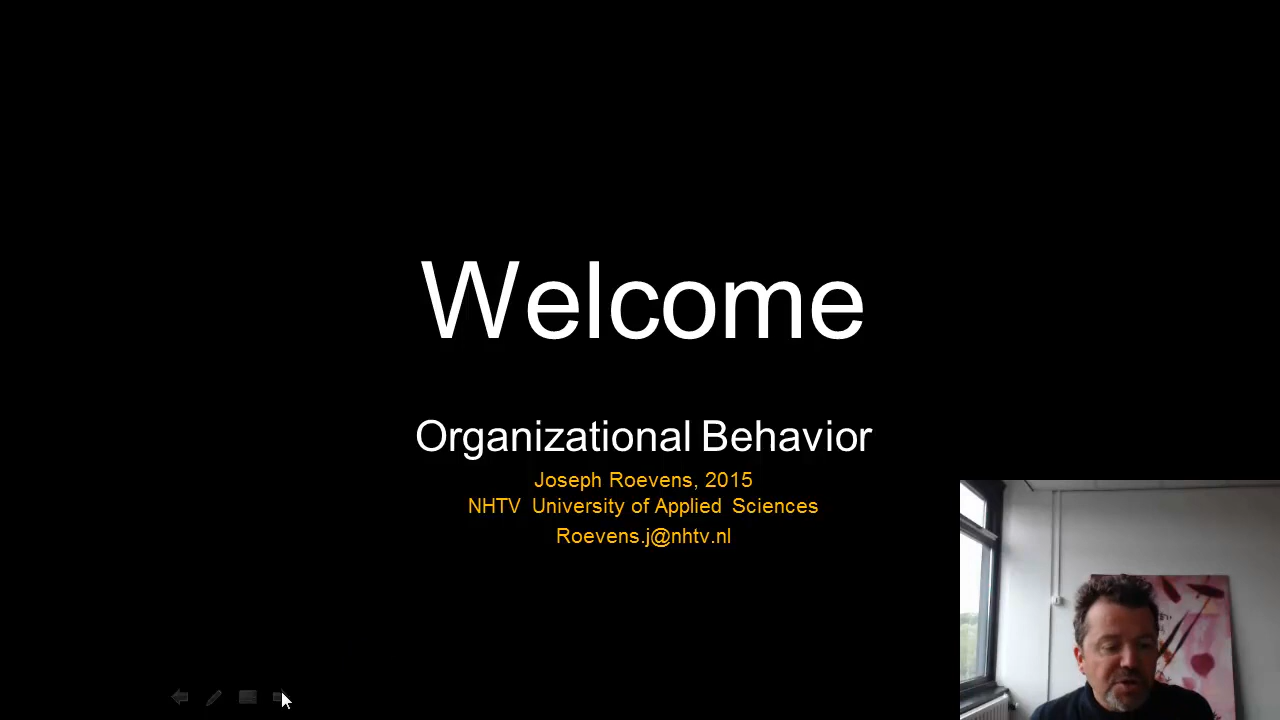 Welcome
Organizational Behavior
Joseph Roevens, 2015
NHTV University of Applied Sciences
Roevens.j@nhtv.nl